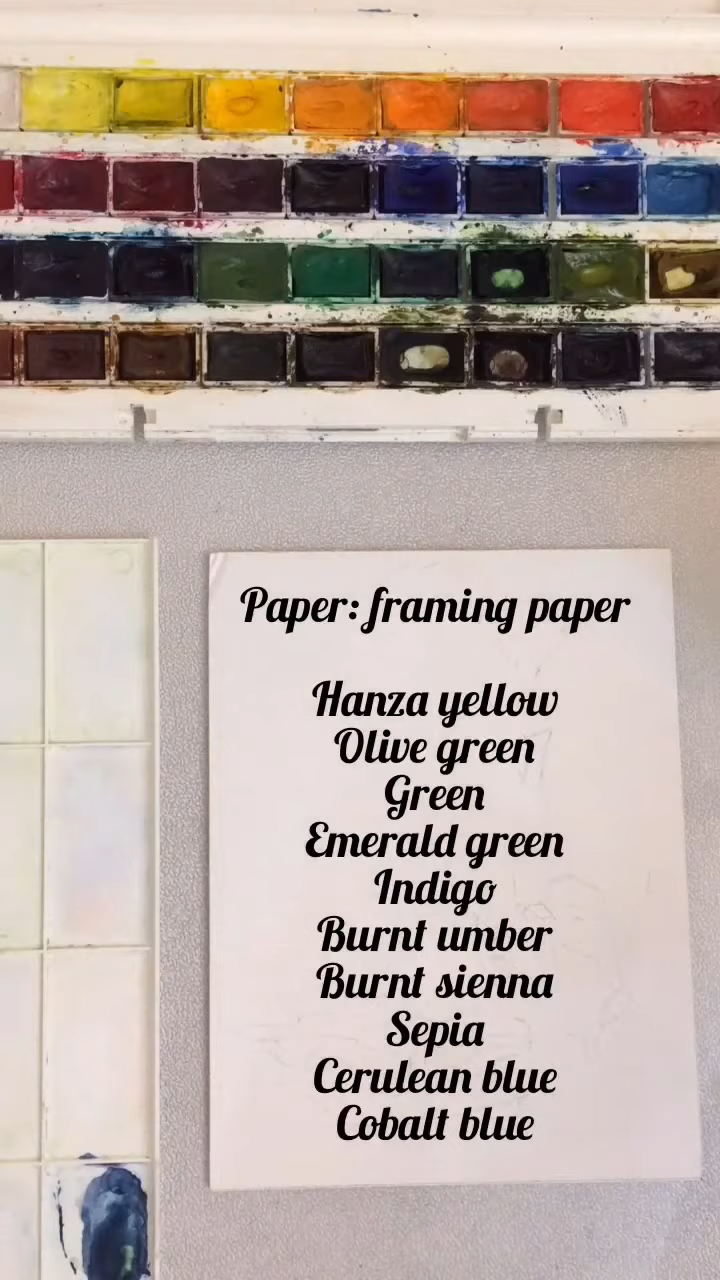 Paper: framing paper
Hanza yellow
Olive green
Green
Emerald green
Indigo
Burnt umber
Burnt sienna
Sepia
Cerulean blue
Cobalt blue